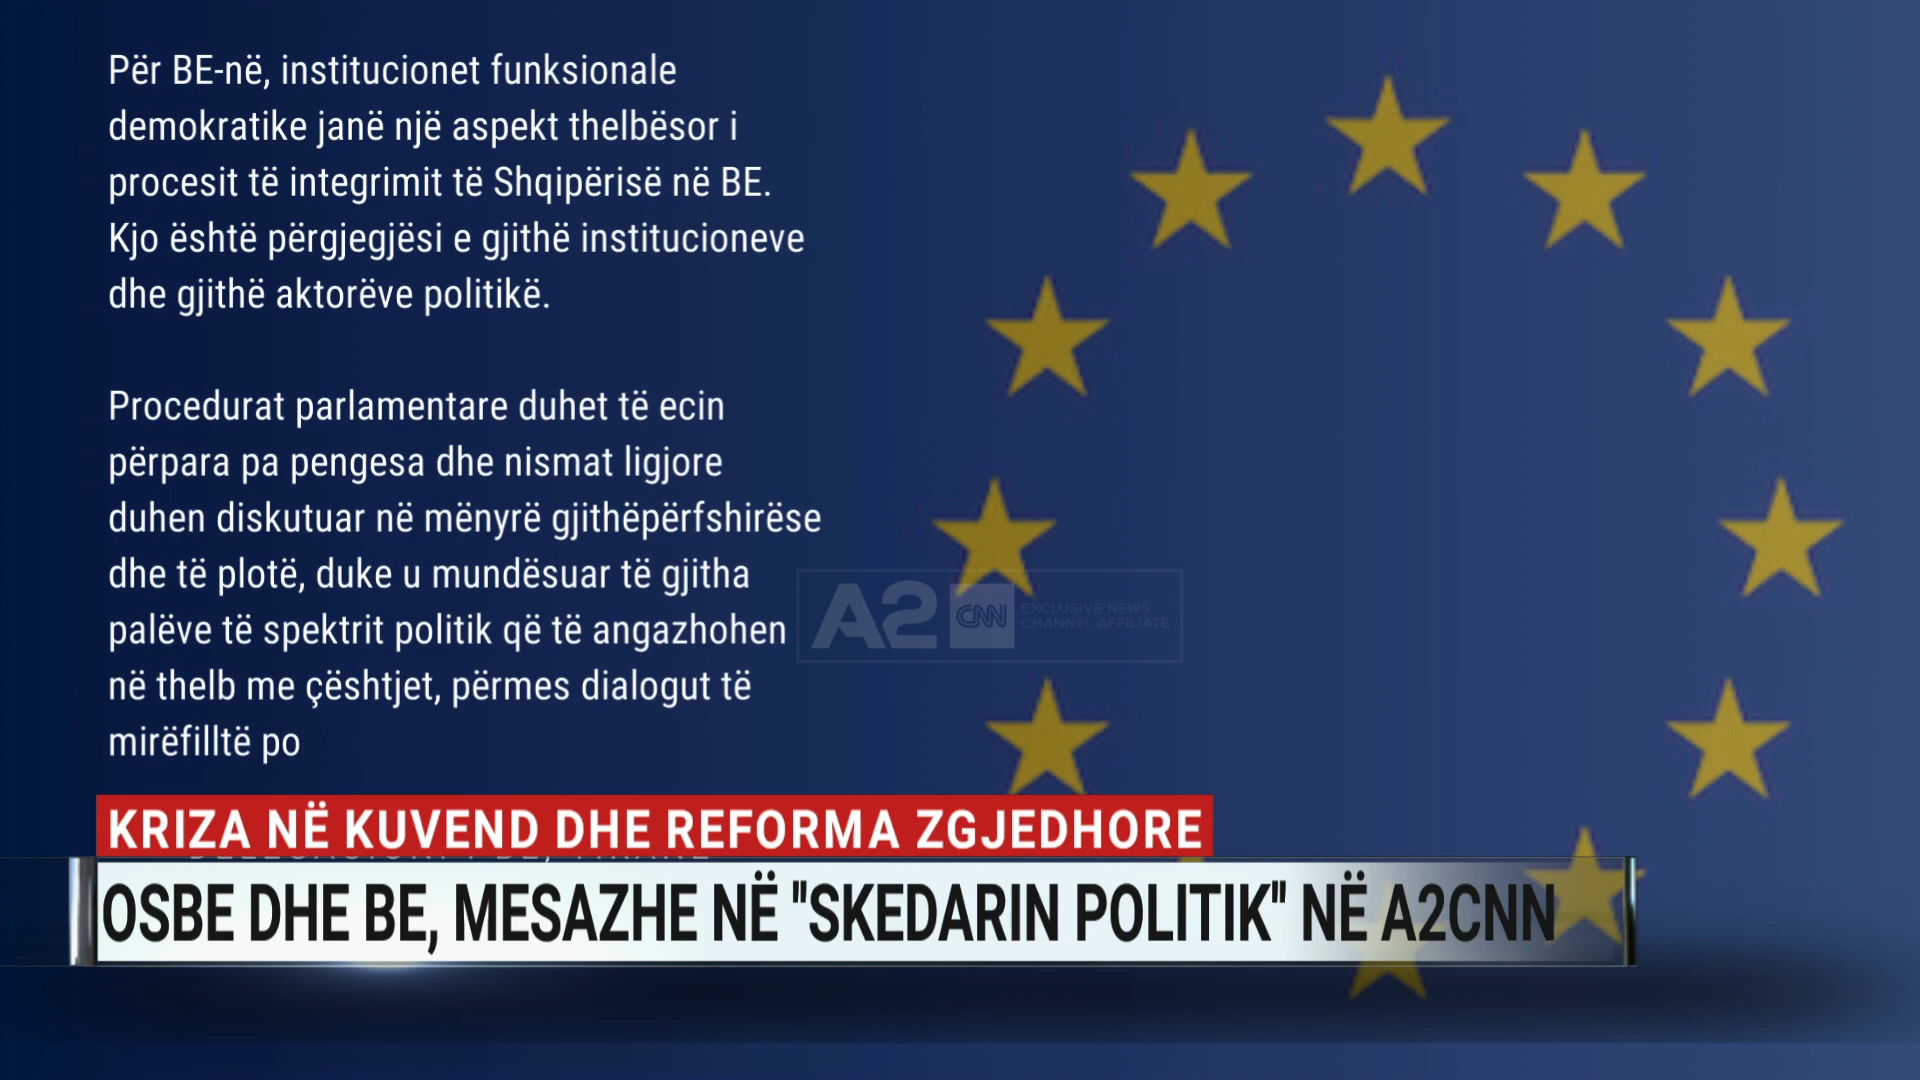 Për BE-në, institucionet funksionale
demokratike janë një aspekt thelbësor i
procesit të integrimit të Shqipërisë në BE.
Kjo është përgjegjësi e gjithë institucioneve
dhe gjithë aktorëve politikë.
Procedurat parlamentare duhet të ecin
përpara pa pengesa dhe nismat ligjore
duhen diskutuar në mënyrë gjithëpërfshirëse
dhe të plotë, duke u mundësuar të gjitha
palëve të spektrit politik që të angazhohen
në thelb me çështjet, përmes dialogut të
mirëfilltë po
A2 CNN EXCLUSIVE NEWS
CHANNEL AFFILIATE
KRIZA NË KUVEND DHE REFORMA ZGJEDHORE
OSBE DHE BE, MESAZHE NË "SKEDARIN POLITIK" NË A2CNN